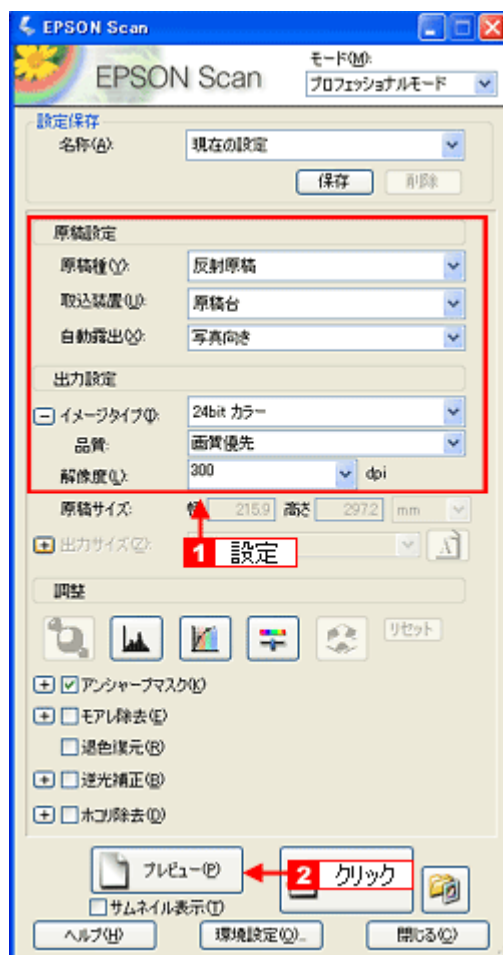 EPSON Scan
EPSON Scan
モード(M):
プロフェッショナルモード
設定保存
名称(A):
現在の設定
保存
削除
原稿設定
原稿種(Y):
反射原稿
取込装置(U):
原稿台
自動露出(X):
写真向き
出力設定
イメージタイプ(I):
24bit カラー
品質:
画質優先
解像度(L):
300
dpi
原稿サイズ:
215.9
高さ
297.2
mm
出力サイズ(Z):
1 設定
調整
リセット
アンシャープマスク(K)
モアレ除去(E)
退色復元(R)
逆光補正(B)
ホコリ除去(D)
プレビュー(P)
2 クリック
サムネイル表示(T)
ヘルプ(H)
環境設定(O)...
閉じる(C)